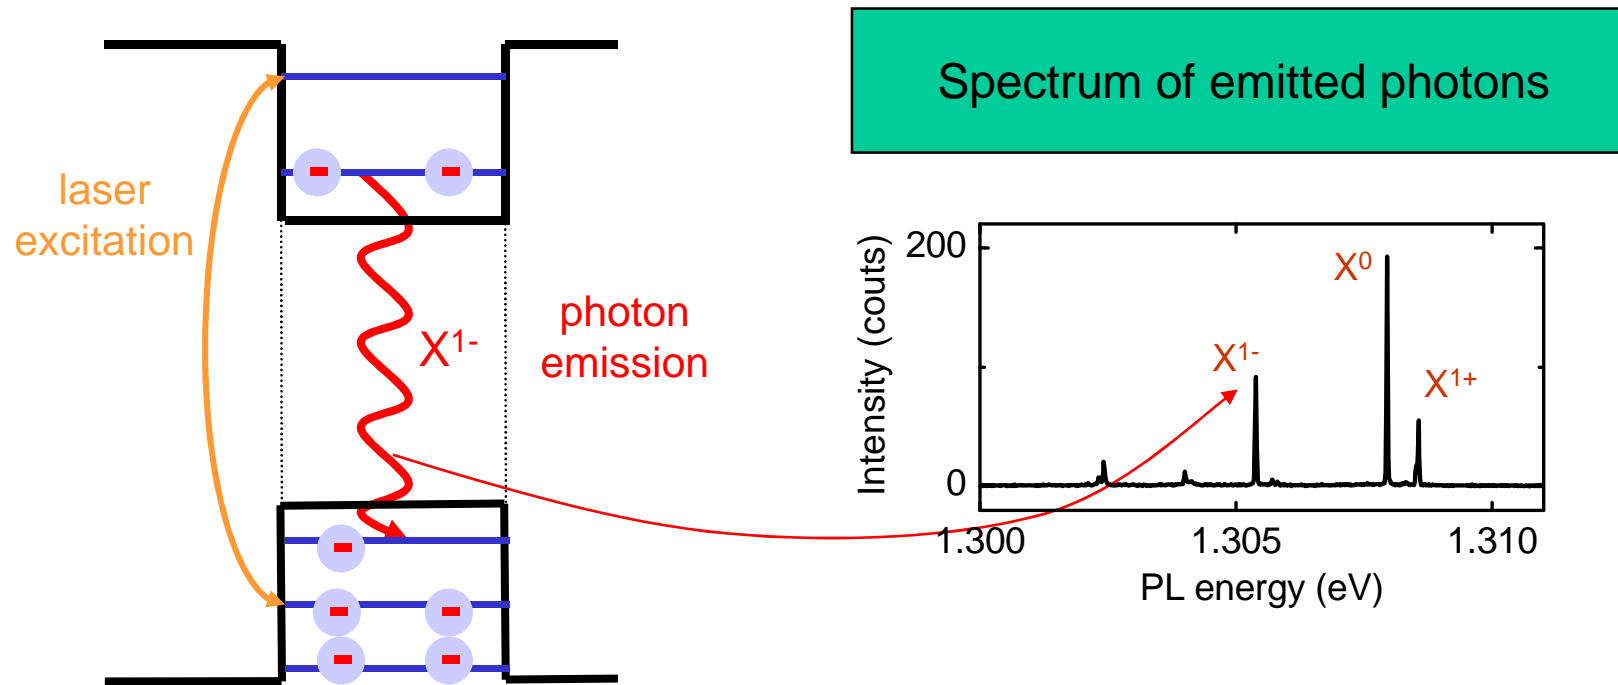 Spectrum of emitted photons
laser
excitation
X¹⁻
photon
emission
Intensity (couts)
200
0
X¹⁻
X⁰
X¹⁺
1.300 1.305 1.310
PL energy (eV)